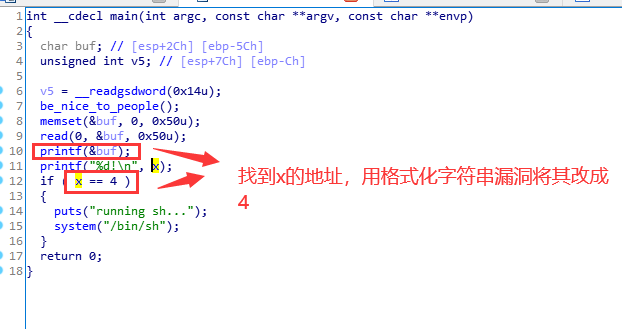 1 int __cdecl main(int argc, const char **argv, const char **envp)
2 {
3 char buf; // [esp+2Ch] [ebp-5Ch]
4 unsigned int v5; // [esp+7Ch] [ebp-Ch]
5
6 v5 = __readgsdword(0x14u);
7 be_nice_to_people();
8 memset(&buf, 0, 0x50u);
9 read(0, &buf, 0x50u);
10 printf(&buf);
11 printf("%d!\n", x);
12 if ( x == 4 )
找到x的地址，用格式化字符串漏洞将其改成
4
13 {
14 puts("running sh...");
15 system("/bin/sh");
16 }
17 return 0;
18 }